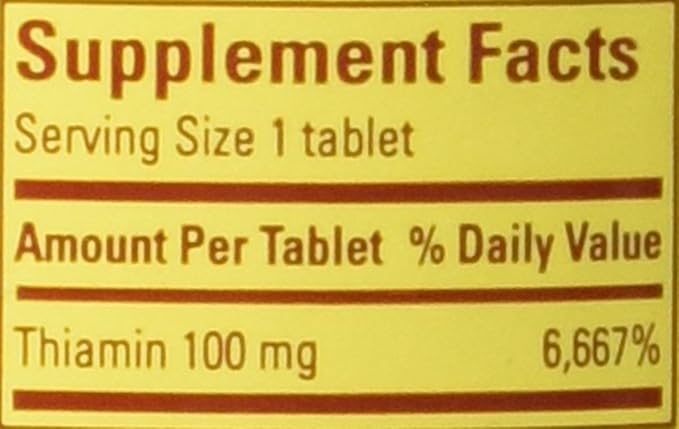 Supplement Facts
Serving Size 1 tablet
Amount Per Tablet % Daily Value
Thiamin 100 mg 6,667%